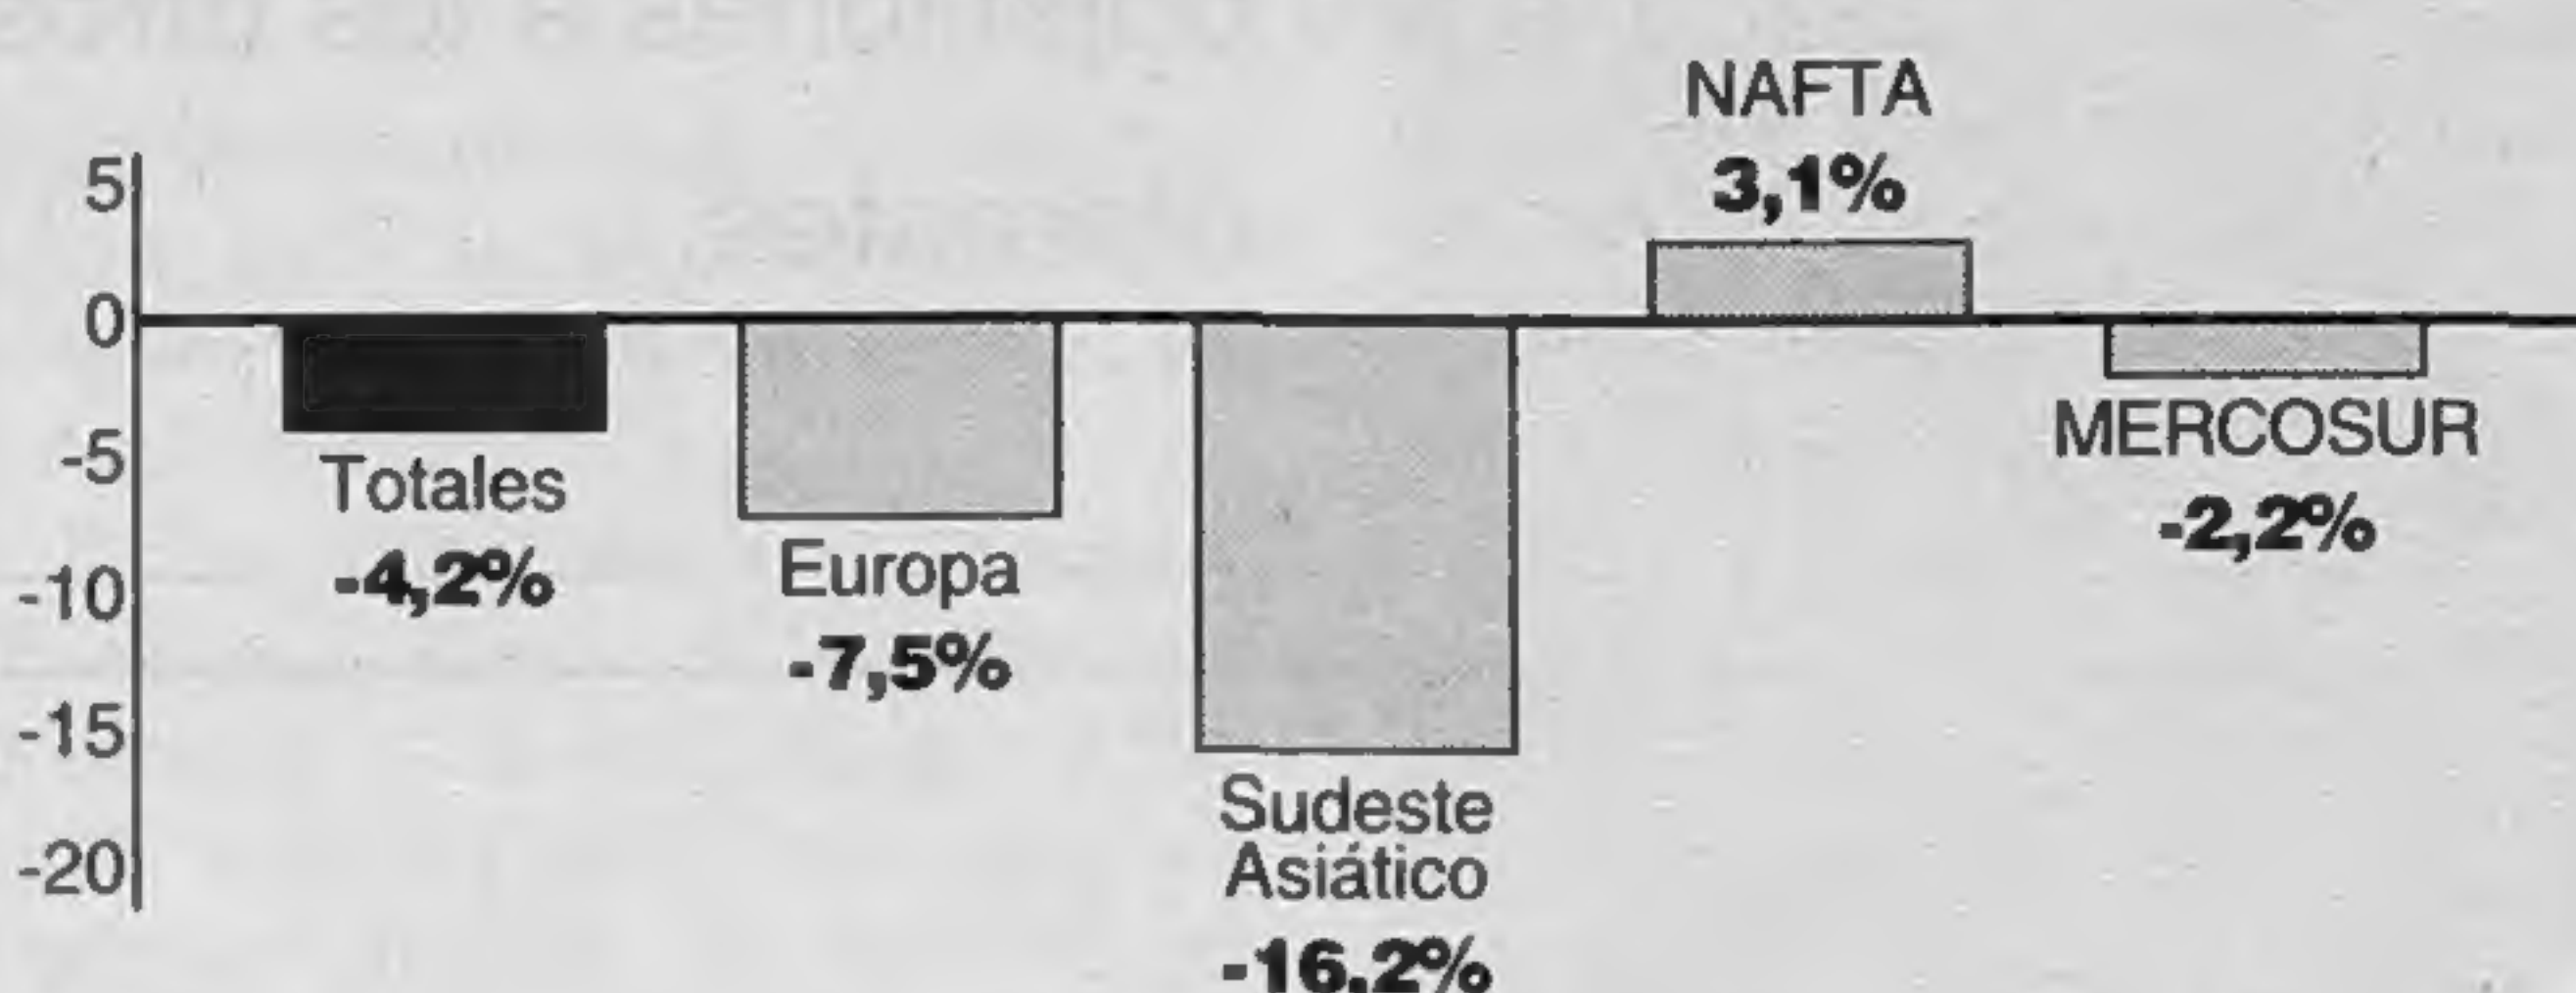 5
0
-5
-10
-15
-20
Totales
-4,2%
Europa
-7,5%
Sudeste
Asiático
-16,2%
NAFTA
3,1%
MERCOSUR
-2,2%